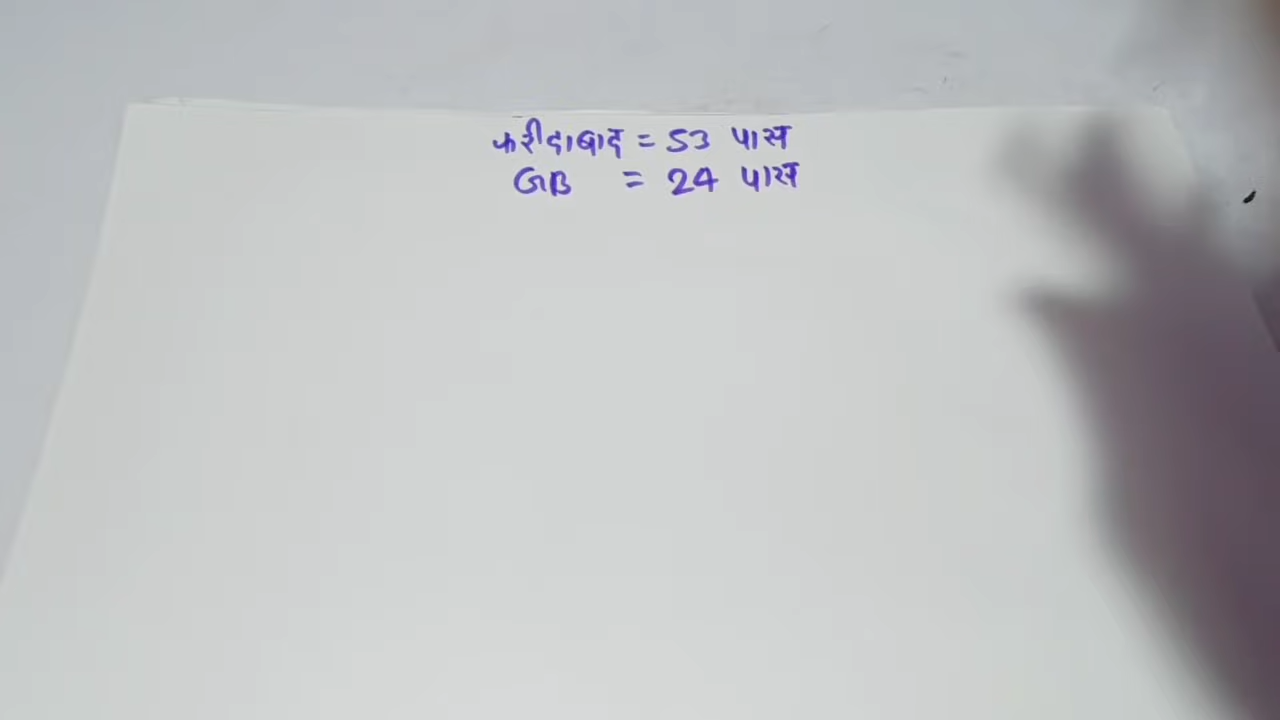 फरीदाबाद = 53 पास
GB = 24 पास